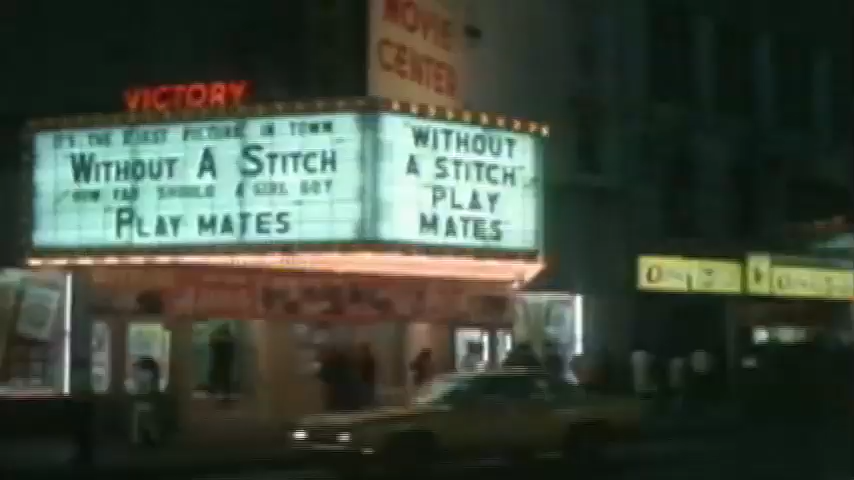 MOVIE
CENTER
VICTORY
IT'S THE FIRST PICTURE IN TOWN
WITHOUT A STITCH
HOW FAR SHOULD A GIRL GO?
PLAY MATES
WITHOUT
A STITCH
PLAY
MATES